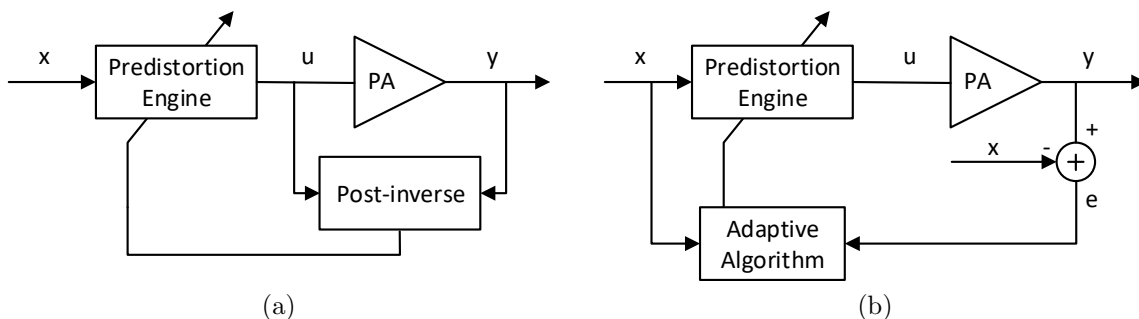 x
Predistortion
Engine
u
PA
y
Post-inverse
(a)
x
Predistortion
Engine
u
PA
y
+
-
x
+
e
Adaptive
Algorithm
(b)